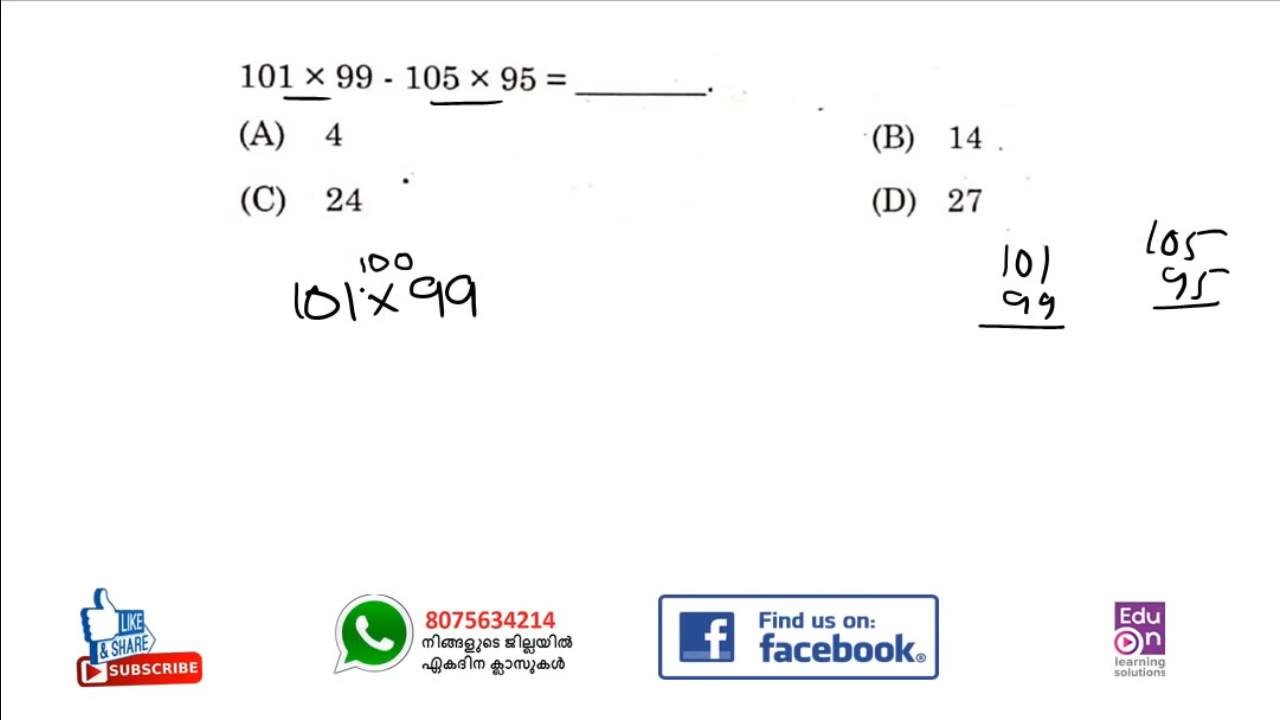 101 × 99 - 105 × 95 = ________.
(A) 4
(B) 14
(C) 24
(D) 27
100
101 × 99
101
99
105
95
LIKE
& SHARE
SUBSCRIBE
8075634214
നിങ്ങളുടെ ജില്ലയിൽ
ഏകദിന ക്ലാസുകൾ
Find us on:
facebook®
Edu
On
learning
solutions